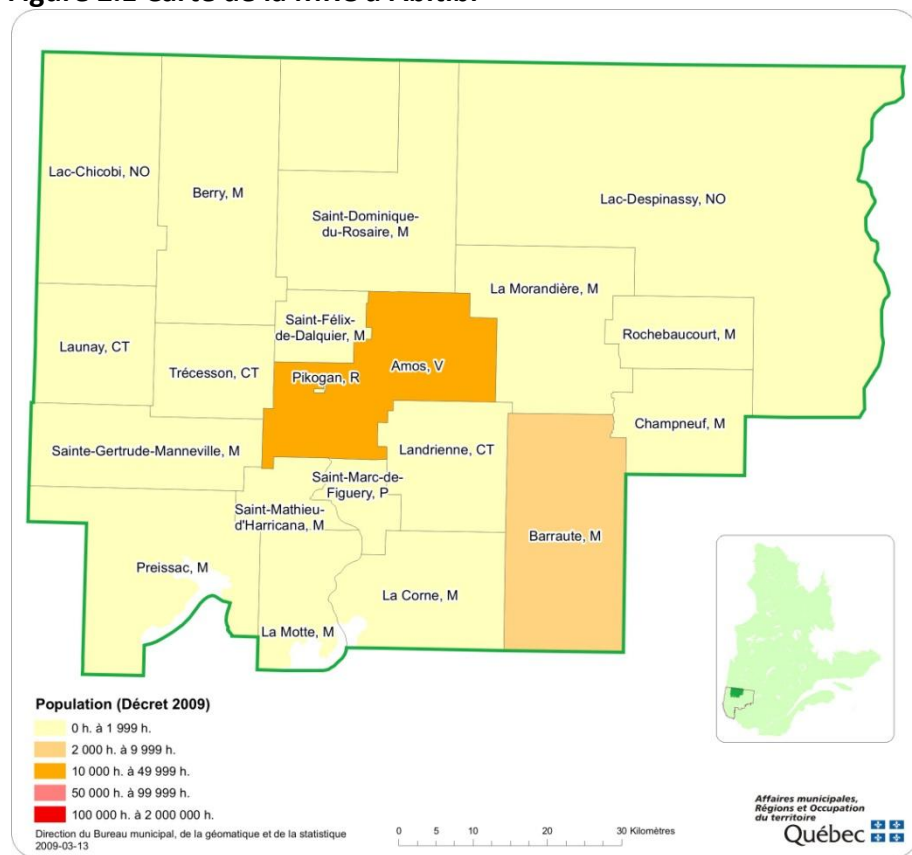 Figure 2.1 Carte de la MRC d'Abitibi
Lac-Chicobi, NO
Berry, M
Lac-Despinassy, NO
Saint-Dominique-
du-Rosaire, M
La Morandière, M
Saint-Félix-
de-Dalquier, M
Rochebaucourt, M
Launay, CT
Trécesson, CT
Pikogan, R
Amos, V
Champneuf, M
Sainte-Gertrude-Manneville, M
Landrienne, CT
Saint-Marc-de-
Figuery, P
Saint-Mathieu-
d'Harricana, M
Barraute, M
Preissac, M
La Corne, M
La Motte, M
Population (Décret 2009)
0 h. à 1 999 h.
2 000 h. à 9 999 h.
10 000 h. à 49 999 h.
50 000 h. à 99 999 h.
100 000 h. à 2 000 000 h.
Direction du Bureau municipal, de la géomatique et de la statistique
2009-03-13
0 5 10 20 30 Kilomètres
Affaires municipales,
Régions et Occupation
du territoire
Québec